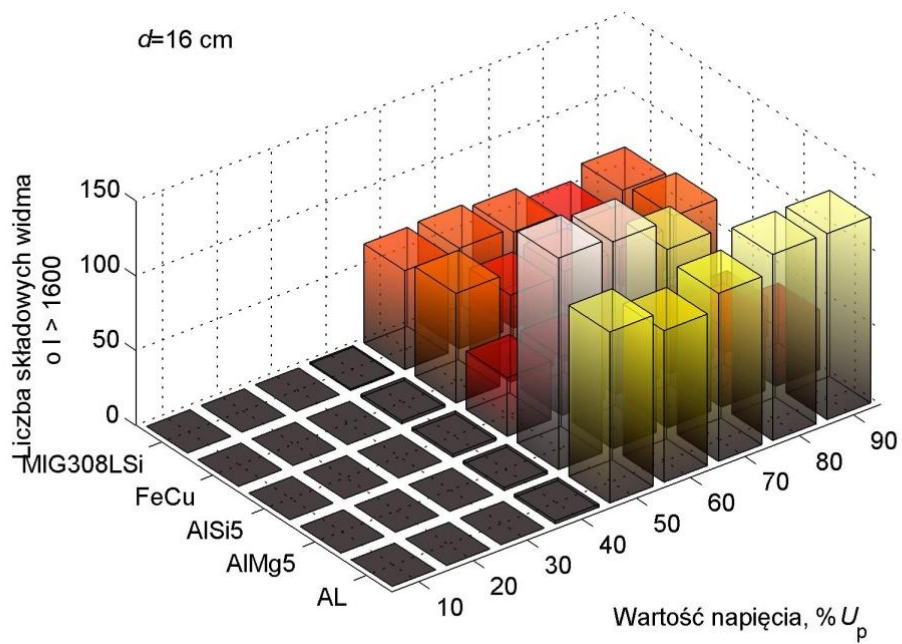 d=16 cm
Liczba składowych widma
o I > 1600
150
100
50
0
MIG308LSi
FeCu
AlSi5
AlMg5
AL
10
20
30
40
50
60
70
80
90
Wartość napięcia, % Up